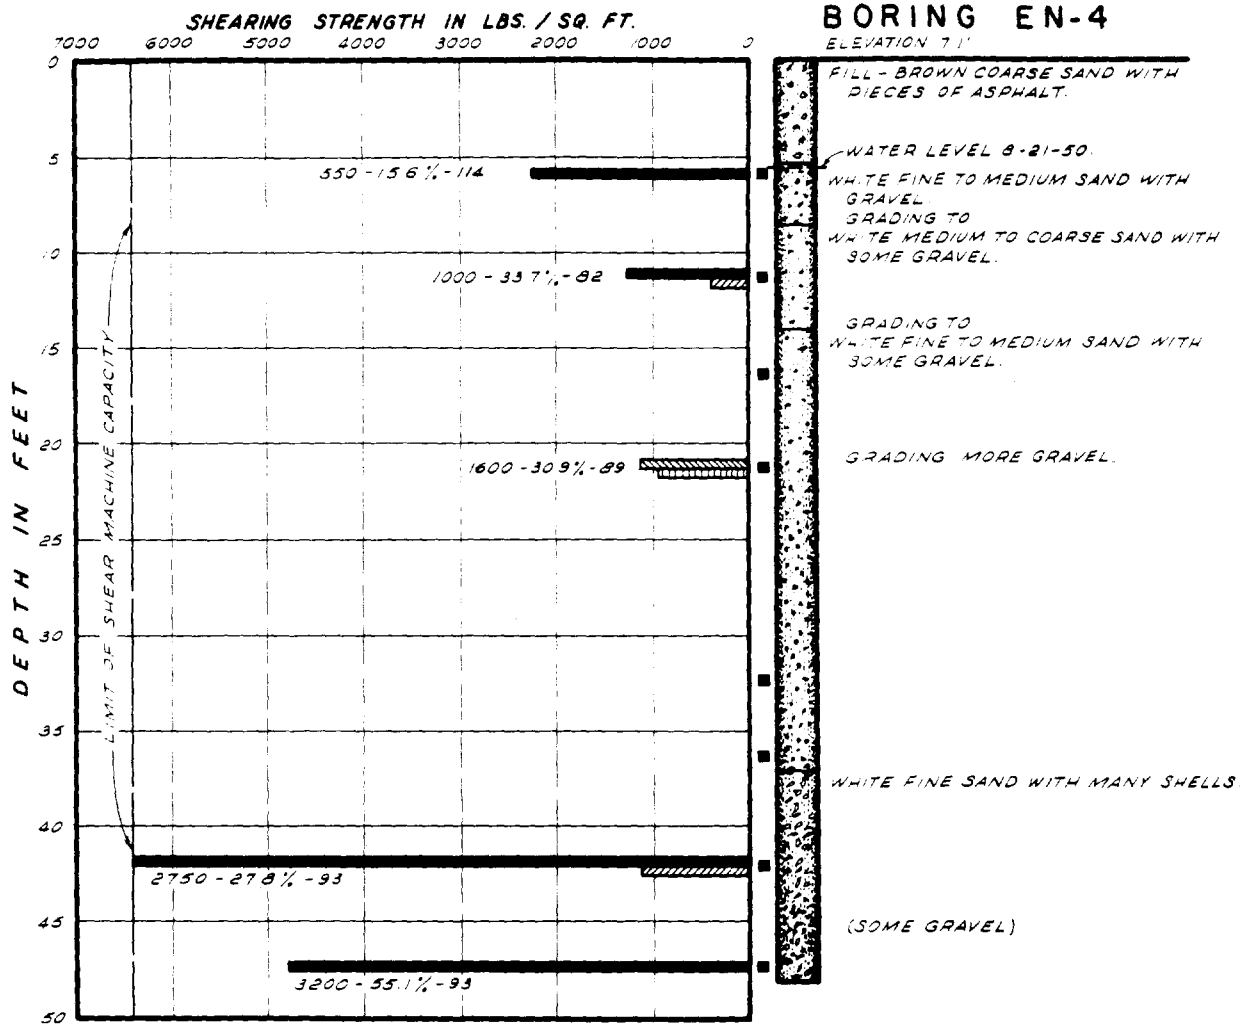 SHEARING STRENGTH IN LBS. / SQ. FT.
BORING EN-4
7000 6000 5000 4000 3000 2000 1000 0
ELEVATION 7.1'
0
FILL - BROWN COARSE SAND WITH
PIECES OF ASPHALT.
5
WATER LEVEL 8-21-50.
550 - 15.6% - 114
WHITE FINE TO MEDIUM SAND WITH
GRAVEL.
GRADING TO
WHITE MEDIUM TO COARSE SAND WITH
SOME GRAVEL.
10
1000 - 33.7% - 82
GRADING TO
WHITE FINE TO MEDIUM SAND WITH
SOME GRAVEL.
15
LIMIT OF SHEAR MACHINE CAPACITY
DEPTH IN FEET
20
1600 - 30.9% - 89
GRADING MORE GRAVEL.
25
30
35
WHITE FINE SAND WITH MANY SHELLS.
40
2750 - 27.8% - 93
45
(SOME GRAVEL)
3200 - 55.1% - 93
50